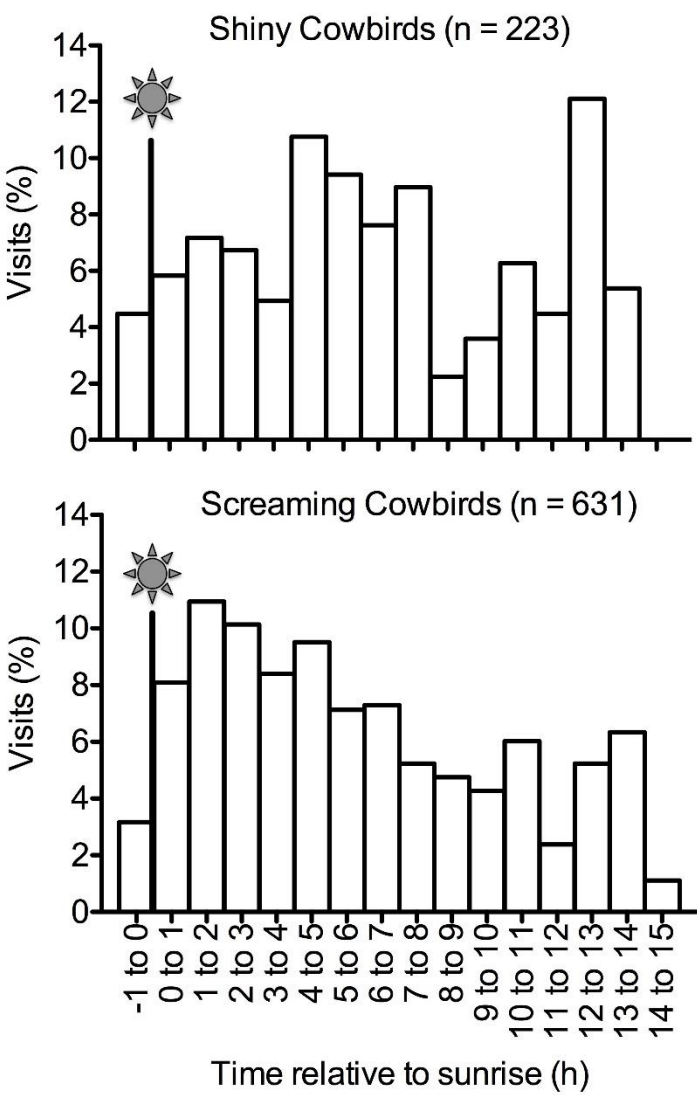 Shiny Cowbirds (n = 223)
14
12
10
8
6
4
2
0
Visits (%)
Screaming Cowbirds (n = 631)
14
12
10
8
6
4
2
0
Visits (%)
-1 to 0
0 to 1
1 to 2
2 to 3
3 to 4
4 to 5
5 to 6
6 to 7
7 to 8
8 to 9
9 to 10
10 to 11
11 to 12
12 to 13
13 to 14
14 to 15
Time relative to sunrise (h)